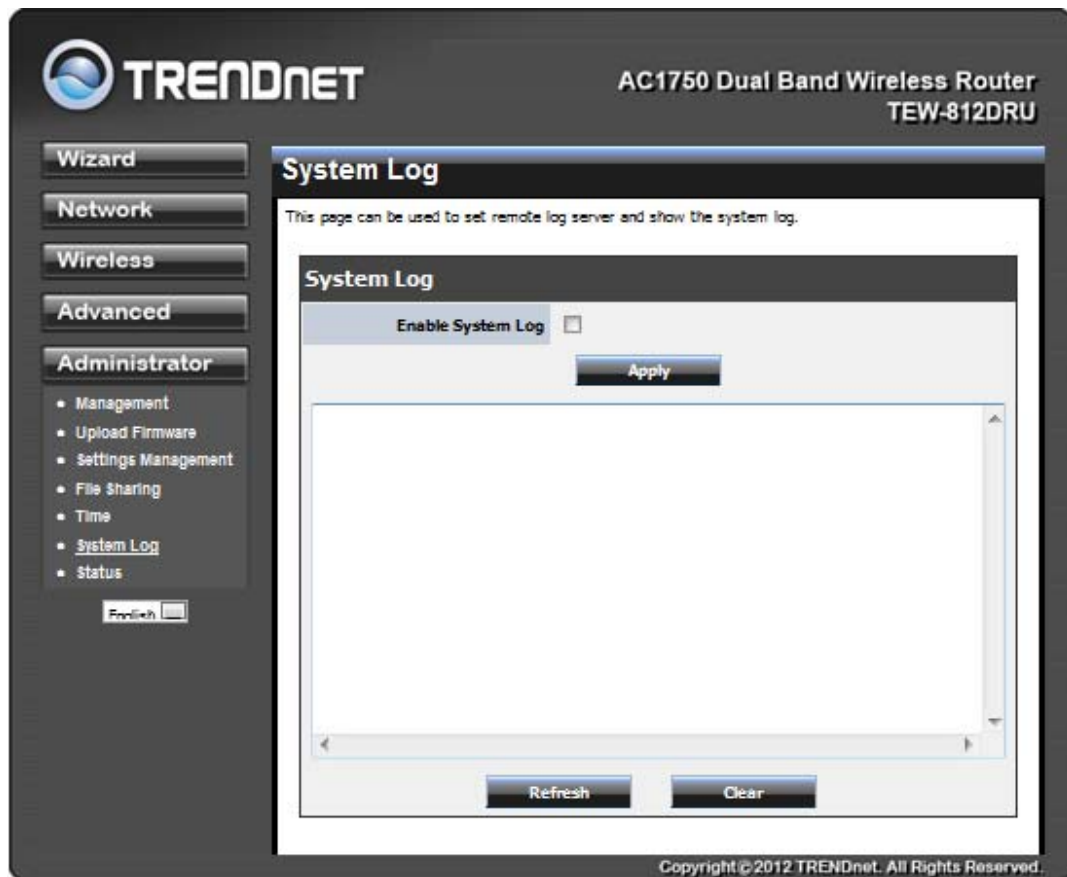 TRENDNET
AC1750 Dual Band Wireless Router
TEW-812DRU
Wizard
Network
Wireless
Advanced
Administrator
• Management
• Upload Firmware
• Settings Management
• File Sharing
• Time
• System Log
• Status
English
System Log
This page can be used to set remote log server and show the system log.
System Log
Enable System Log
Apply
Refresh
Clear
Copyright©2012 TRENDnet. All Rights Reserved.